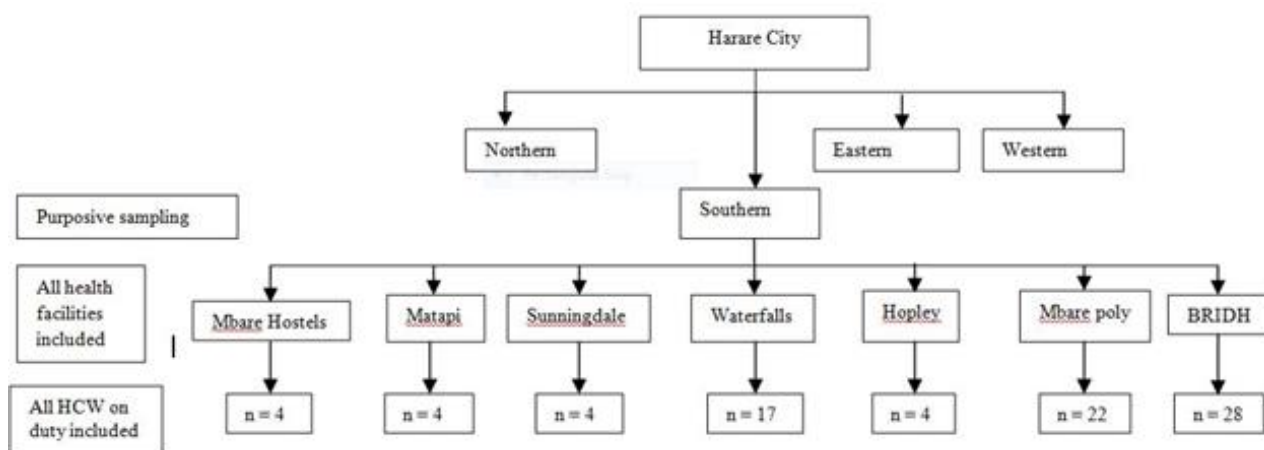 Harare City
Northern
Eastern
Western
Purposive sampling
Southern
All health
facilities
included
Mbare Hostels
Matapi
Sunningdale
Waterfalls
Hopley
Mbare poly
BRIDH
All HCW on
duty included
n = 4
n = 4
n = 4
n = 17
n = 4
n = 22
n = 28